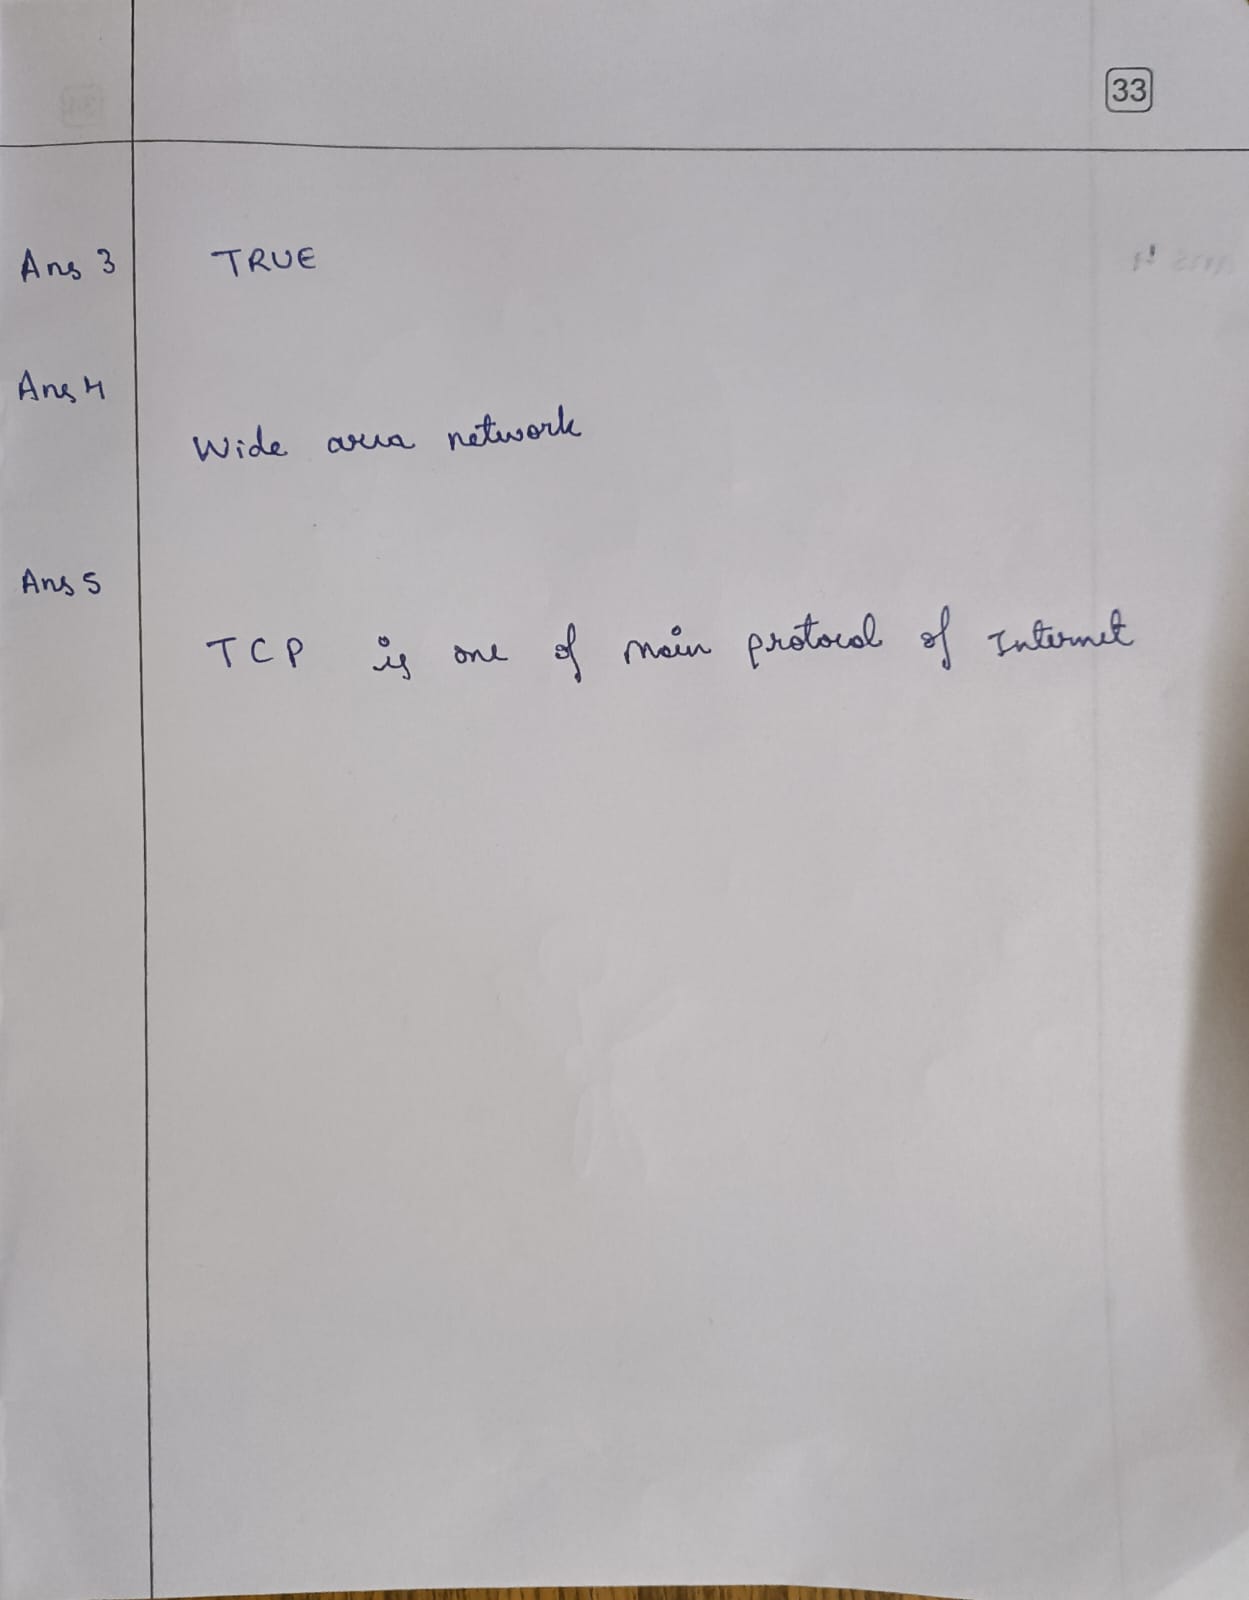 33
Ans 3 TRUE
Ans 4
Wide area network
Ans 5
TCP is one of main protocol of Internet